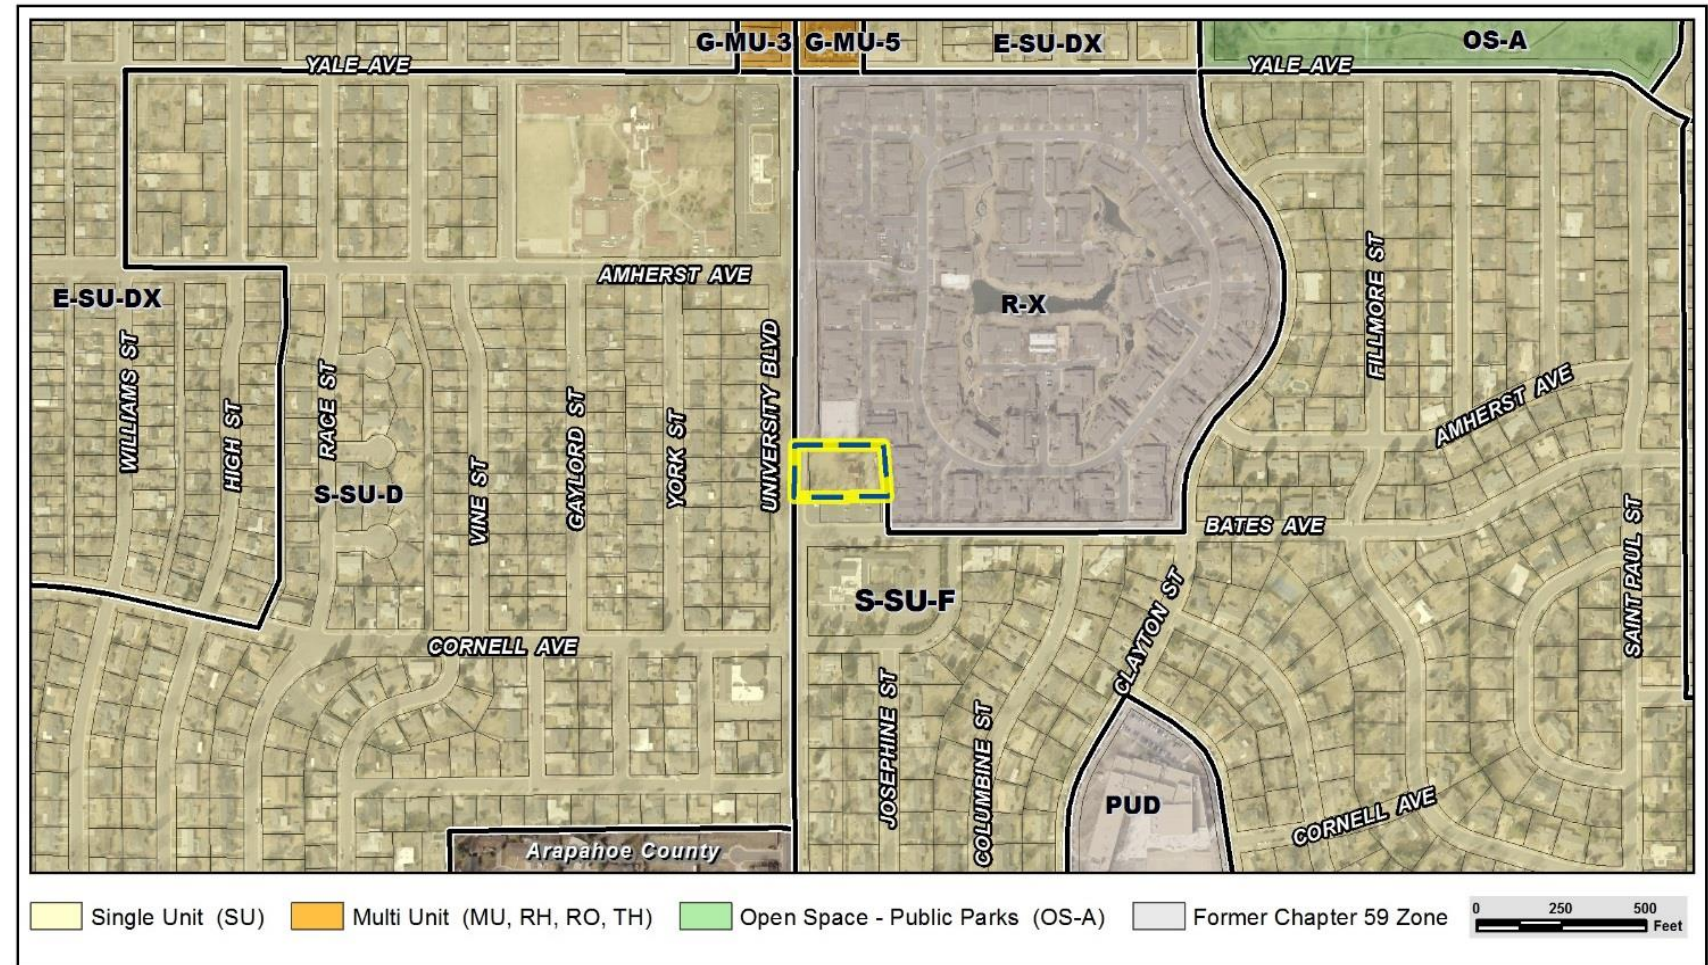 G-MU-3
G-MU-5
E-SU-DX
OS-A
YALE AVE
YALE AVE
AMHERST AVE
E-SU-DX
R-X
WILLIAMS ST
HIGH ST
RACE ST
S-SU-D
VINE ST
GAYLORD ST
YORK ST
UNIVERSITY BLVD
FILLMORE ST
AMHERST AVE
BATES AVE
SAINT PAUL ST
S-SU-F
CLAYTON ST
CORNELL AVE
JOSEPHINE ST
COLUMBINE ST
PUD
CORNELL AVE
Arapahoe County
Single Unit (SU)
Multi Unit (MU, RH, RO, TH)
Open Space - Public Parks (OS-A)
Former Chapter 59 Zone
0 250 500
Feet